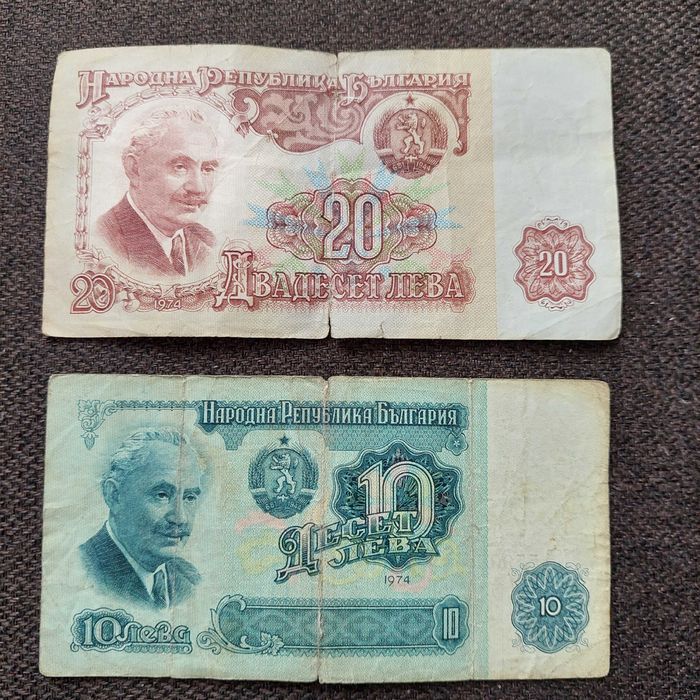 Народна Република България
20
20
20
Двадесет лева
1974
Народна Република България
10
Десет
лева
1974
10 лева
10
10